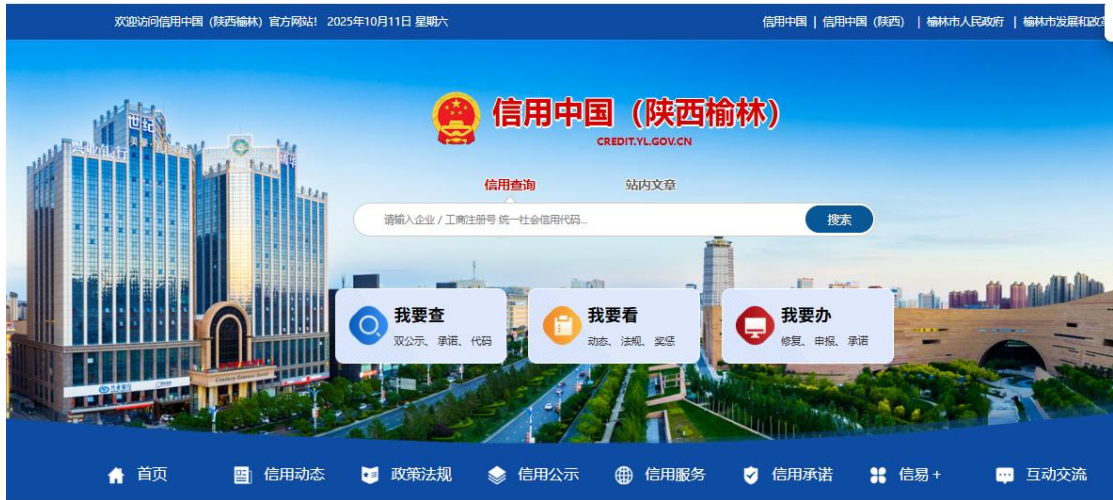 欢迎访问信用中国（陕西榆林）官方网站！ 2025年10月11日 星期六
信用中国 | 信用中国（陕西） | 榆林市人民政府 | 榆林市发展和改
信用中国（陕西榆林）
CREDIT.YL.GOV.CN
信用查询 站内文章
请输入企业 / 工商注册号 统一社会信用代码... 搜索
世纪
兴业银行
我要查 我要看 我要办
双公示、 承诺、 代码 动态、 法规、 奖惩 修复、 申报、 承诺
首页 信用动态 政策法规 信用公示 信用服务 信用承诺 信易+ 互动交流